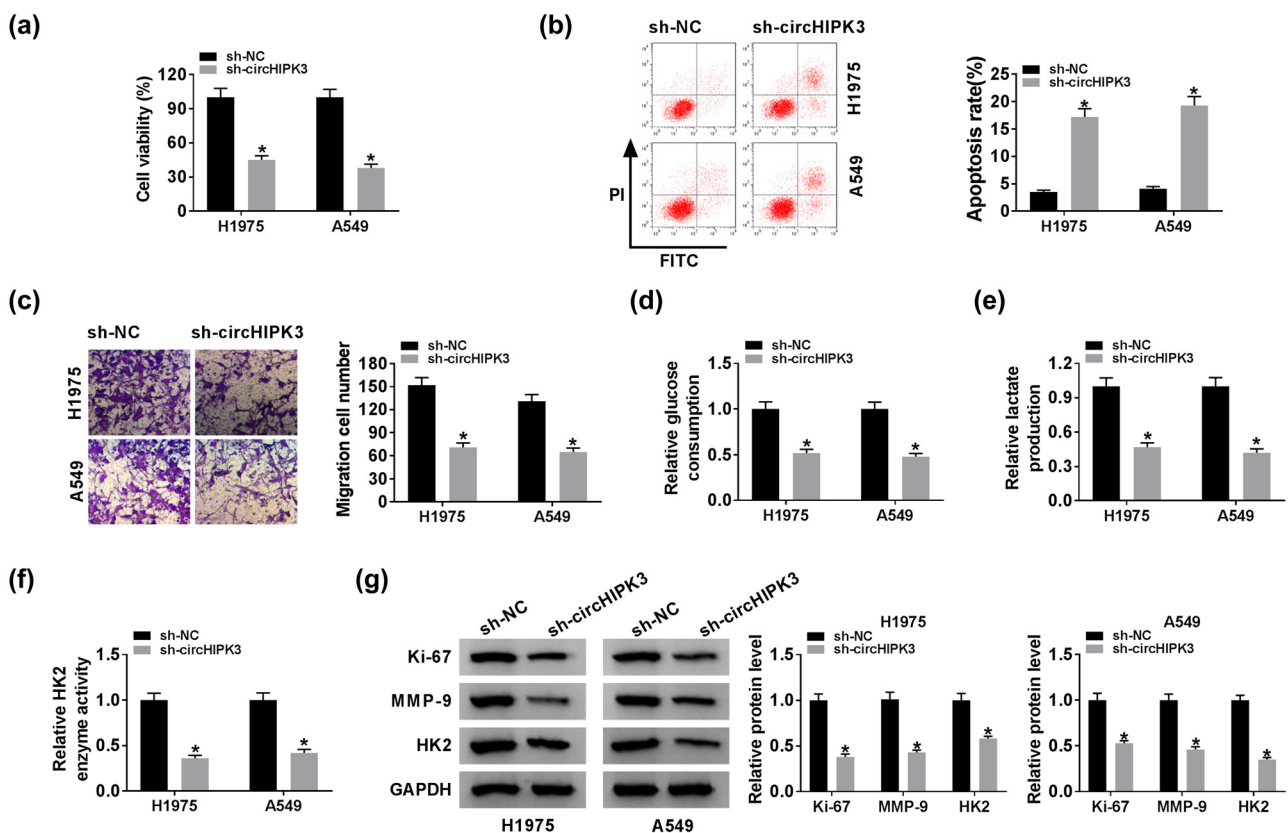 (a)
sh-NC
sh-circHIPK3
Cell viability (%)
120
90
60
30
0
H1975
A549
(b)
sh-NC
sh-circHIPK3
H1975
A549
PI
FITC
sh-NC
sh-circHIPK3
Apoptosis rate(%)
25
20
15
10
5
0
*
*
H1975
A549
(c)
sh-NC
sh-circHIPK3
H1975
A549
sh-NC
sh-circHIPK3
Migration cell number
180
150
120
90
60
30
0
*
*
H1975
A549
(d)
sh-NC
sh-circHIPK3
Relative glucose
consumption
1.5
1.0
0.5
0.0
*
*
H1975
A549
(e)
sh-NC
sh-circHIPK3
Relative lactate
production
1.2
0.9
0.6
0.3
0.0
*
*
H1975
A549
(f)
sh-NC
sh-circHIPK3
Relative HK2
enzyme activity
1.5
1.0
0.5
0.0
*
*
H1975
A549
(g)
sh-NC
sh-circHIPK3
sh-NC
sh-circHIPK3
Ki-67
MMP-9
HK2
GAPDH
H1975
A549
H1975
sh-NC
sh-circHIPK3
Relative protein level
1.5
1.0
0.5
0.0
*
*
*
Ki-67
MMP-9
HK2
A549
sh-NC
sh-circHIPK3
Relative protein level
1.5
1.0
0.5
0.0
*
*
*
Ki-67
MMP-9
HK2